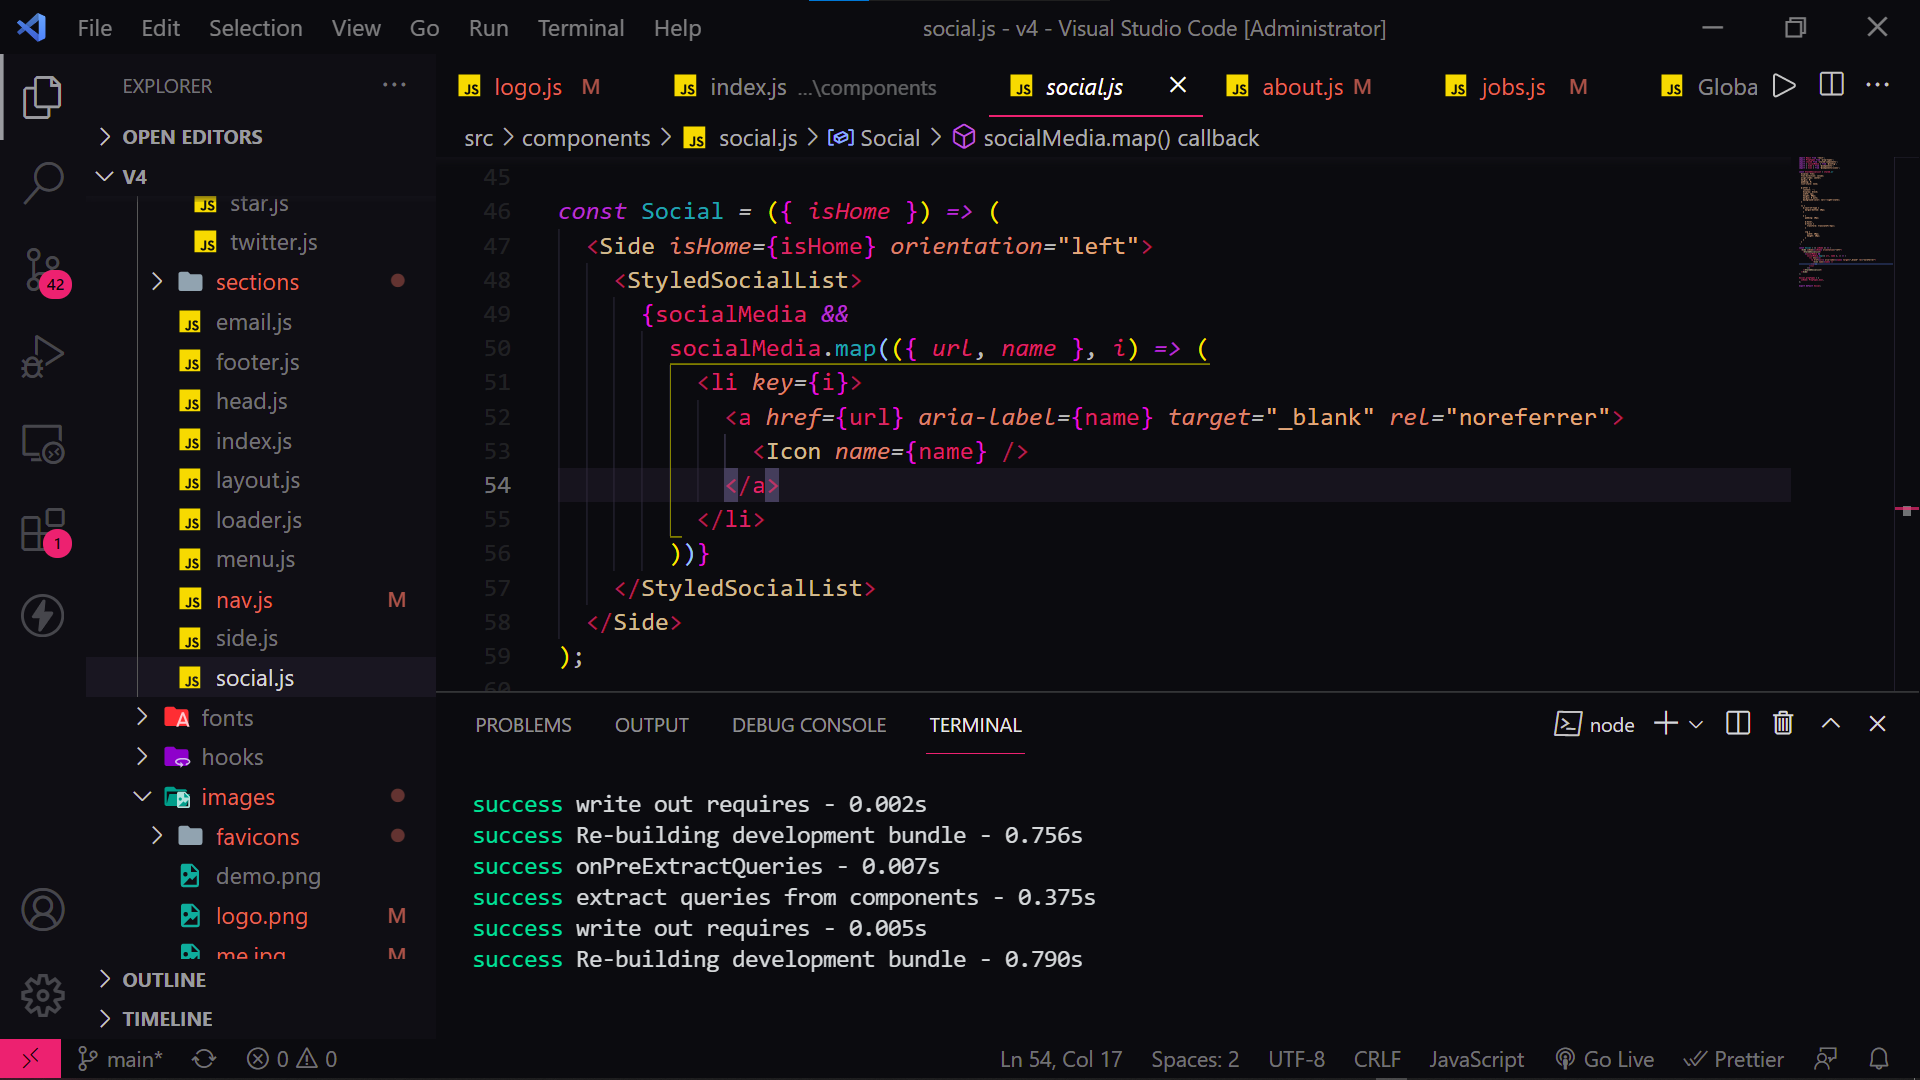 File Edit Selection View Go Run Terminal Help
social.js - v4 - Visual Studio Code [Administrator]
EXPLORER
OPEN EDITORS
V4
star.js
twitter.js
sections
email.js
footer.js
head.js
index.js
layout.js
loader.js
menu.js
nav.js M
side.js
social.js
fonts
hooks
images
favicons
demo.png
logo.png M
me.jpg M
OUTLINE
TIMELINE
42
1
logo.js M
index.js ...\components
social.js
about.js M
jobs.js M
Globa
src > components > social.js > Social > socialMedia.map() callback
45
46 const Social = ({ isHome }) => (
47 <Side isHome={isHome} orientation="left">
48 <StyledSocialList>
49 {socialMedia &&
50 socialMedia.map(({ url, name }, i) => (
51 <li key={i}>
52 <a href={url} aria-label={name} target="_blank" rel="noreferrer">
53 <Icon name={name} />
54 </a>
55 </li>
56 ))}
57 </StyledSocialList>
58 </Side>
59 );
60
PROBLEMS OUTPUT DEBUG CONSOLE TERMINAL
node
success write out requires - 0.002s
success Re-building development bundle - 0.756s
success onPreExtractQueries - 0.007s
success extract queries from components - 0.375s
success write out requires - 0.005s
success Re-building development bundle - 0.790s
main* 0 0
Ln 54, Col 17 Spaces: 2 UTF-8 CRLF JavaScript Go Live Prettier